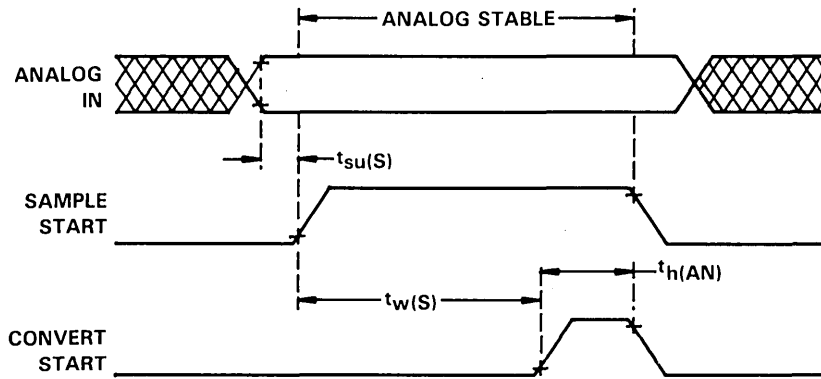 ANALOG STABLE
ANALOG
IN
tsu(S)
SAMPLE
START
th(AN)
tw(S)
CONVERT
START